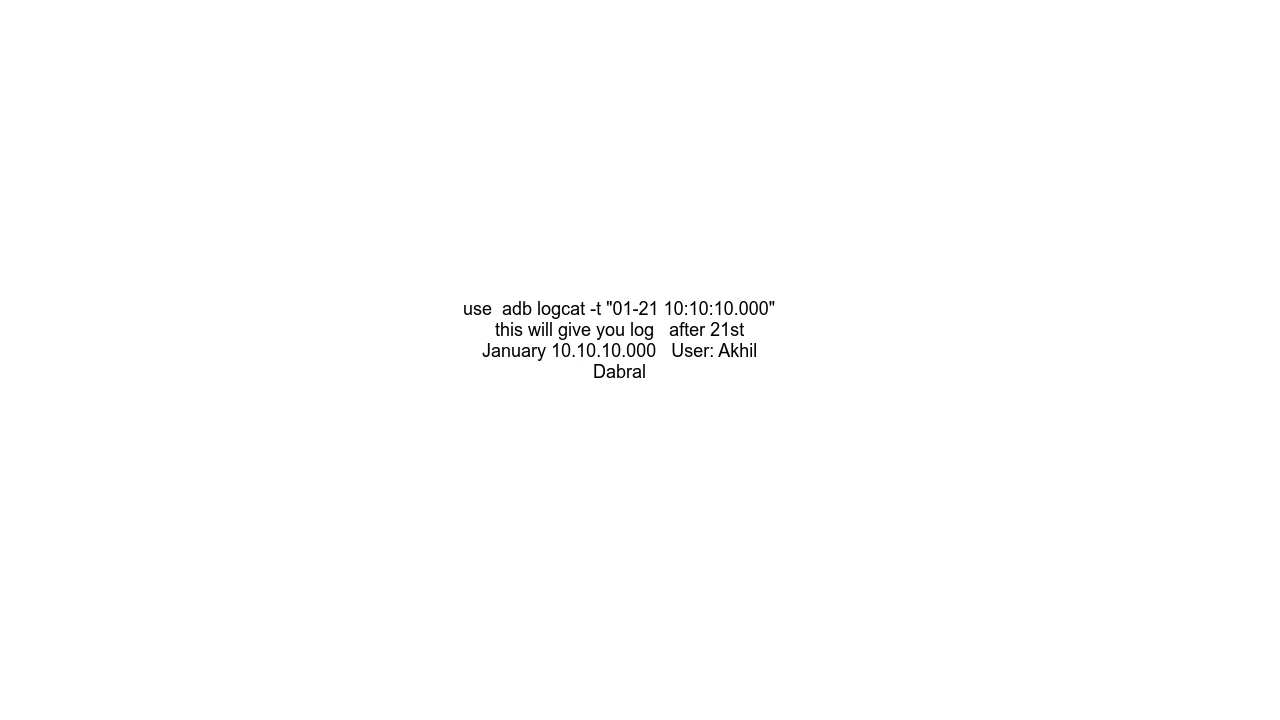 use  adb logcat -t "01-21 10:10:10.000"
this will give you log   after 21st
January 10.10.10.000   User: Akhil
Dabral